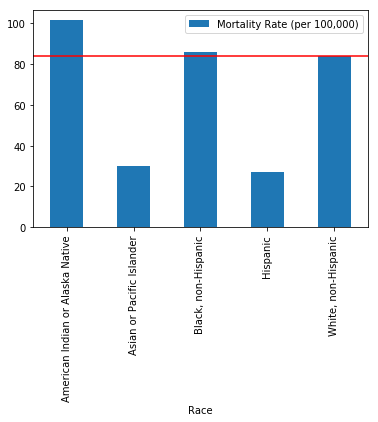 Mortality Rate (per 100,000)
100
80
60
40
20
0
American Indian or Alaska Native
Asian or Pacific Islander
Black, non-Hispanic
Hispanic
White, non-Hispanic
Race